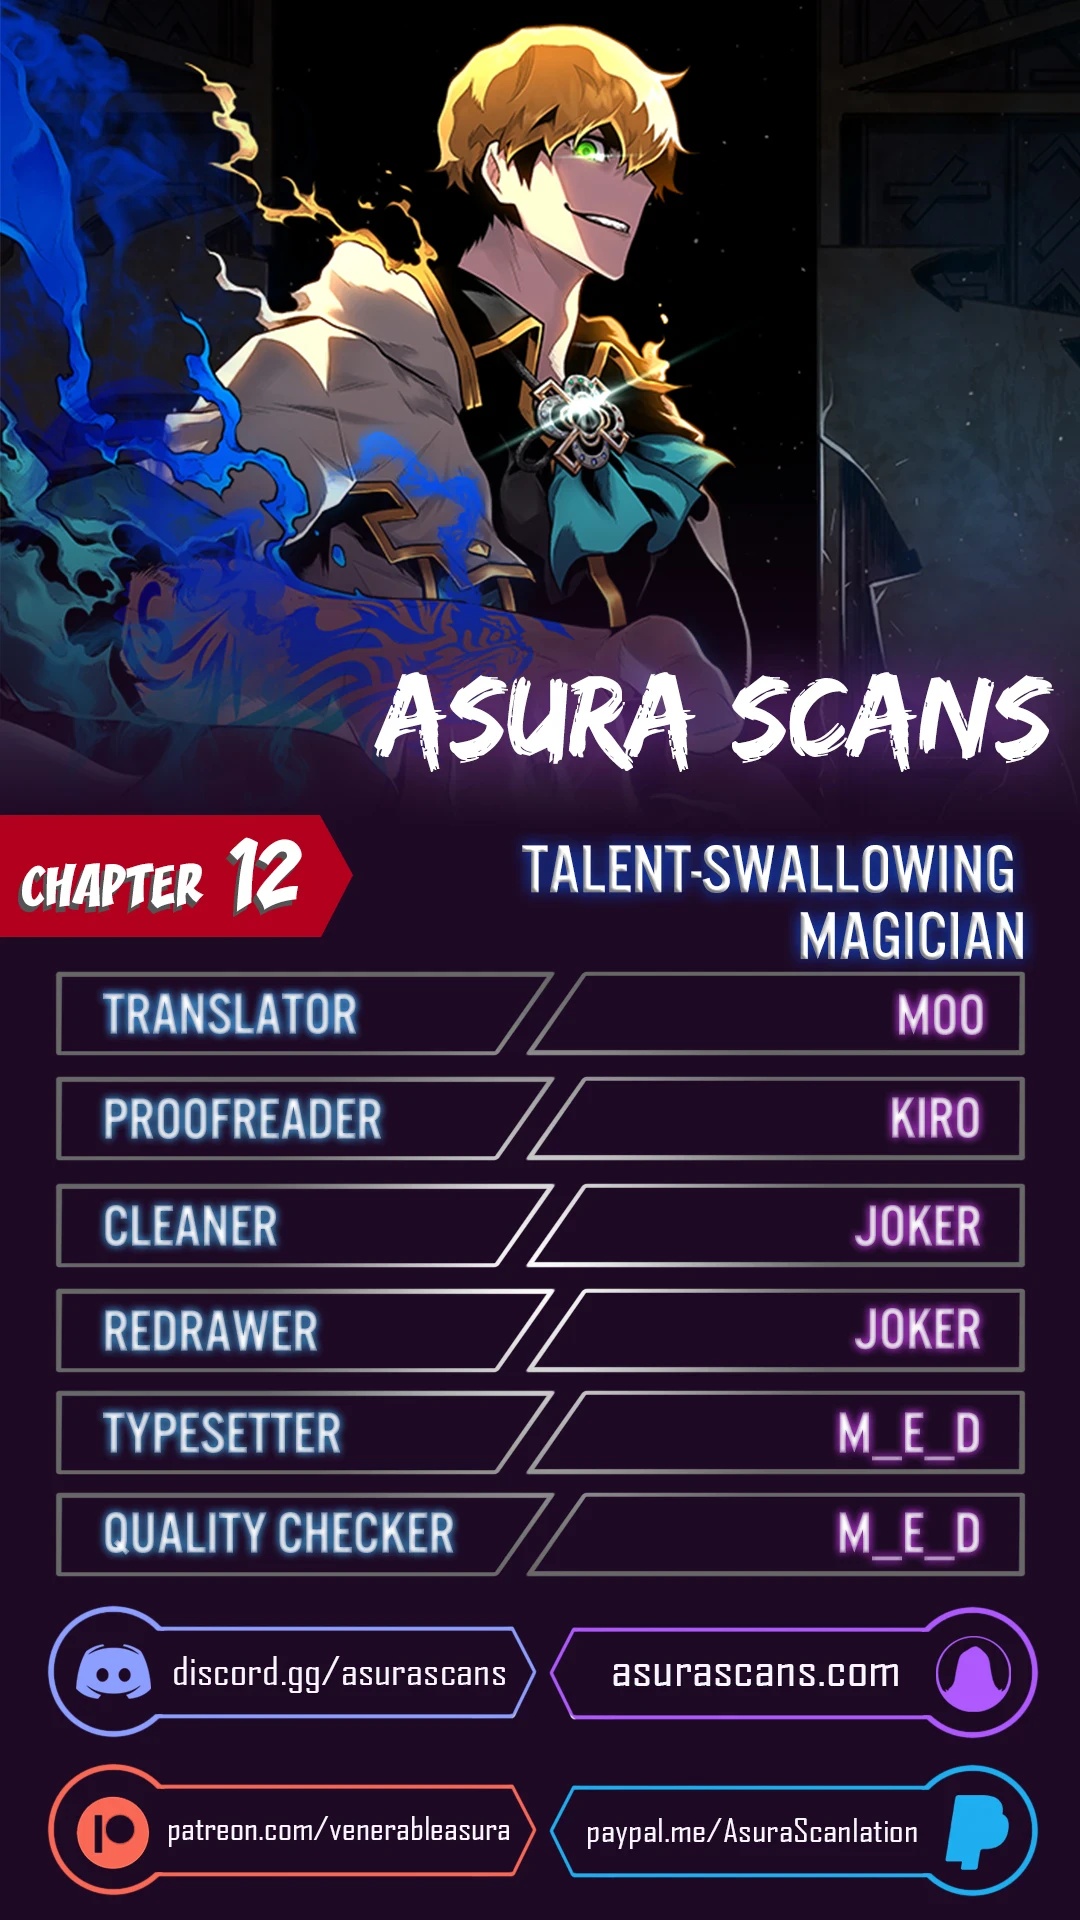 ASURA SCANS
CHAPTER 12
TALENT-SWALLOWING
MAGICIAN
TRANSLATOR MOO
PROOFREADER KIRO
CLEANER JOKER
REDRAWER JOKER
TYPESETTER M_E_D
QUALITY CHECKER M_E_D
discord.gg/asurascans asurascans.com
patreon.com/venerableasura paypal.me/AsuraScanlation